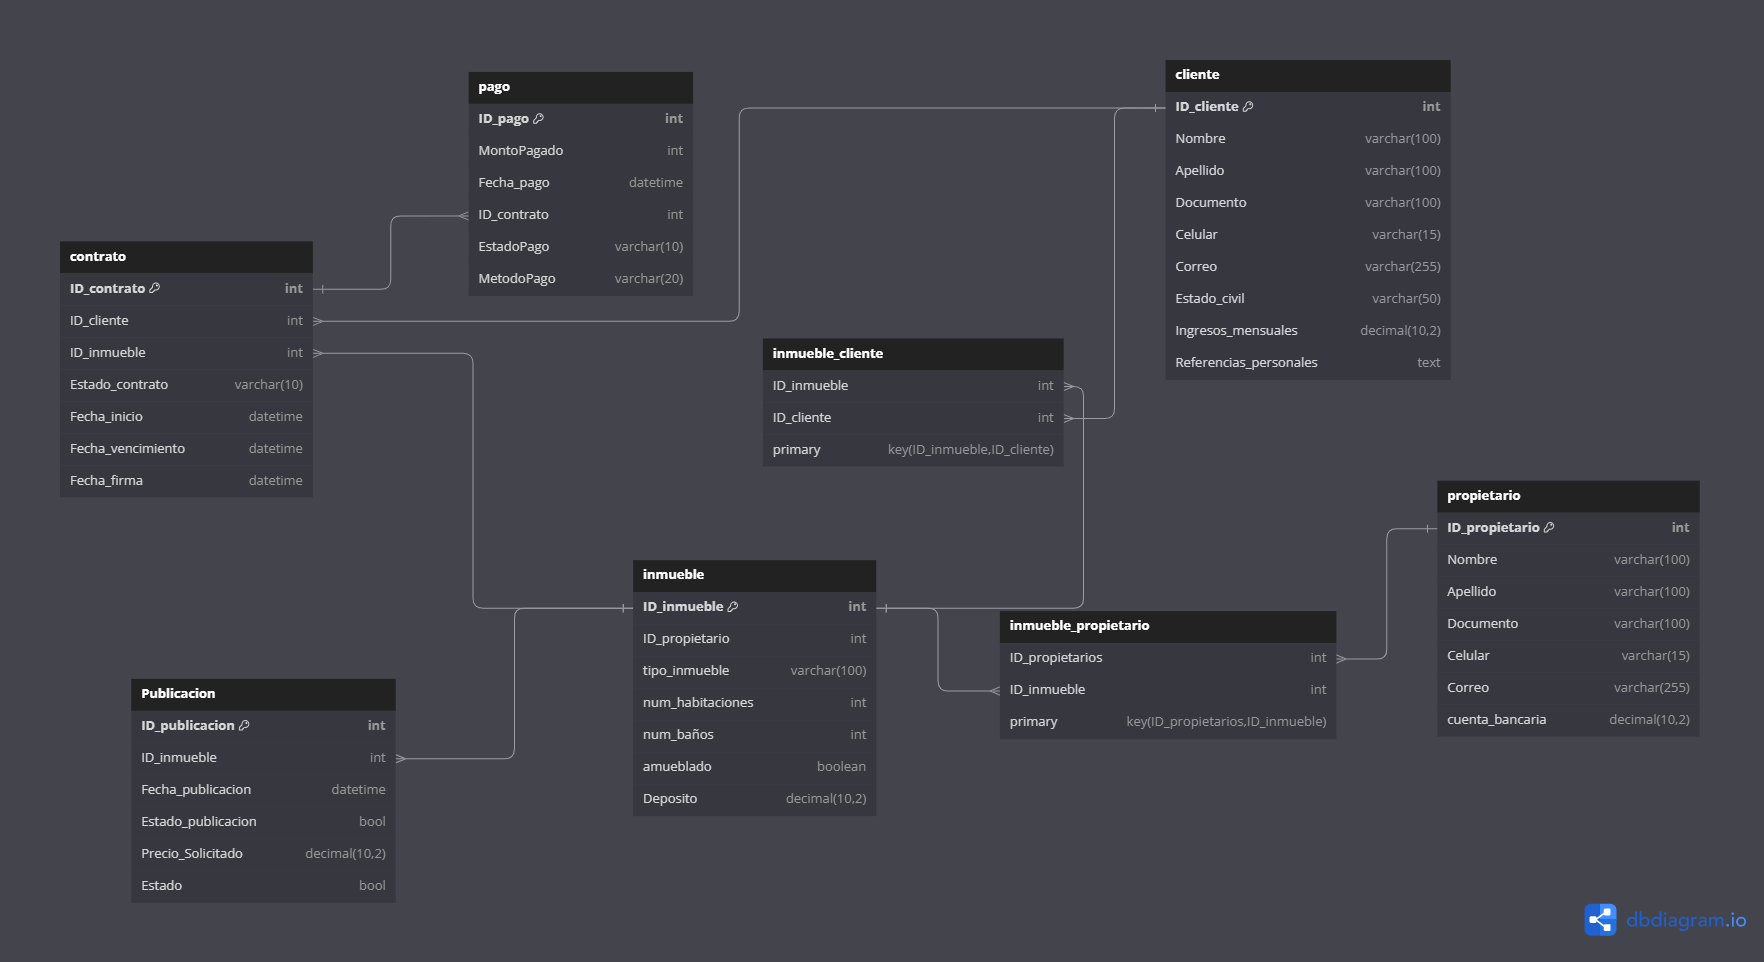 pago
ID_pago int
MontoPagado int
Fecha_pago datetime
ID_contrato int
EstadoPago varchar(10)
MetodoPago varchar(20)
cliente
ID_cliente int
Nombre varchar(100)
Apellido varchar(100)
Documento varchar(100)
Celular varchar(15)
Correo varchar(255)
Estado_civil varchar(50)
Ingresos_mensuales decimal(10,2)
Referencias_personales text
contrato
ID_contrato int
ID_cliente int
ID_inmueble int
Estado_contrato varchar(10)
Fecha_inicio datetime
Fecha_vencimiento datetime
Fecha_firma datetime
inmueble_cliente
ID_inmueble int
ID_cliente int
primary key(ID_inmueble,ID_cliente)
propietario
ID_propietario int
Nombre varchar(100)
Apellido varchar(100)
Documento varchar(100)
Celular varchar(15)
Correo varchar(255)
cuenta_bancaria decimal(10,2)
inmueble
ID_inmueble int
ID_propietario int
tipo_inmueble varchar(100)
num_habitaciones int
num_baños int
amueblado boolean
Deposito decimal(10,2)
inmueble_propietario
ID_propietarios int
ID_inmueble int
primary key(ID_propietarios,ID_inmueble)
Publicacion
ID_publicacion int
ID_inmueble int
Fecha_publicacion datetime
Estado_publicacion bool
Precio_Solicitado decimal(10,2)
Estado bool
dbdiagram.io